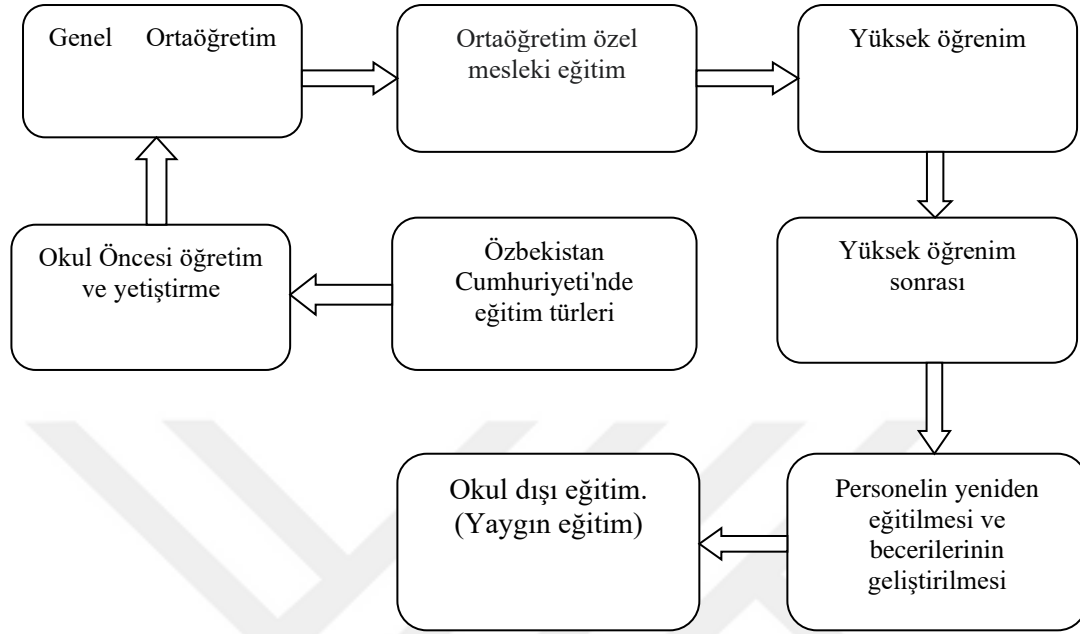 Genel Ortaöğretim
Ortaöğretim özel
mesleki eğitim
Yüksek öğrenim
Okul Öncesi öğretim
ve yetiştirme
Özbekistan
Cumhuriyeti'nde
eğitim türleri
Yüksek öğrenim
sonrası
Okul dışı eğitim.
(Yaygın eğitim)
Personelin yeniden
eğitilmesi ve
becerilerinin
geliştirilmesi